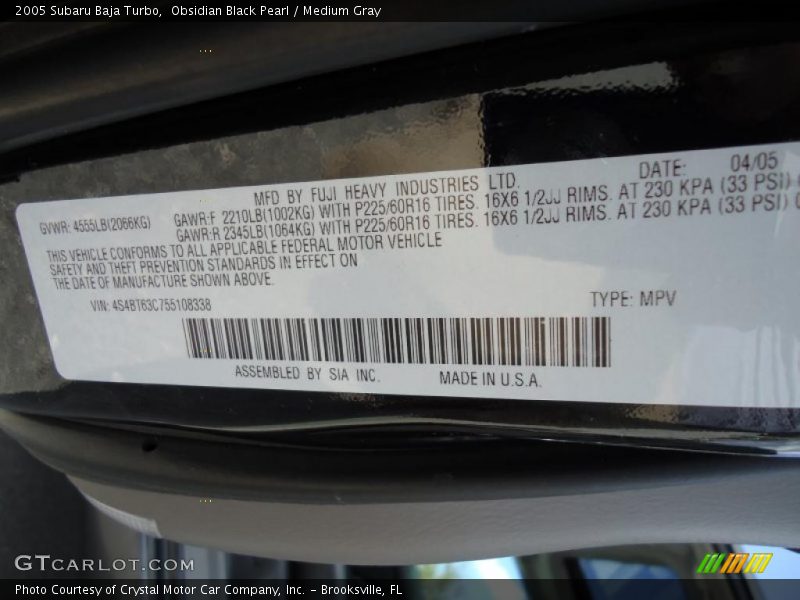 2005 Subaru Baja Turbo,  Obsidian Black Pearl / Medium Gray
MFD BY FUJI HEAVY INDUSTRIES LTD. DATE: 04/05
GVWR: 4555LB(2066KG) GAWR:F 2210LB(1002KG) WITH P225/60R16 TIRES. 16X6 1/2JJ RIMS. AT 230 KPA (33 PSI)
GAWR:R 2345LB(1064KG) WITH P225/60R16 TIRES. 16X6 1/2JJ RIMS. AT 230 KPA (33 PSI)
THIS VEHICLE CONFORMS TO ALL APPLICABLE FEDERAL MOTOR VEHICLE
SAFETY AND THEFT PREVENTION STANDARDS IN EFFECT ON
THE DATE OF MANUFACTURE SHOWN ABOVE.
VIN: 4S4BT63C755108338 TYPE: MPV
ASSEMBLED BY SIA INC. MADE IN U.S.A.
GTCARLOT.COM
Photo Courtesy of Crystal Motor Car Company, Inc. – Brooksville, FL